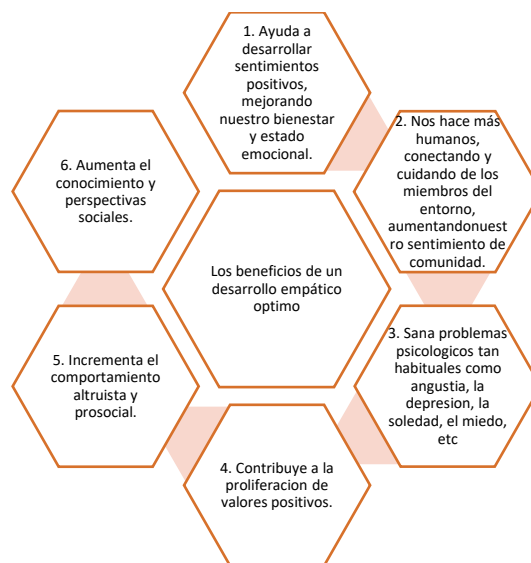 1. Ayuda a
desarrollar
sentimientos
positivos,
mejorando
nuestro bienestar
y estado
emocional.
2. Nos hace más
humanos,
conectando y
cuidando de los
miembros del
entorno,
aumentandonuest
ro sentimiento de
comunidad.
3. Sana problemas
psicologicos tan
habituales como
angustia, la
depresion, la
soledad, el miedo,
etc
4. Contribuye a la
proliferacion de
valores positivos.
5. Incrementa el
comportamiento
altruista y
prosocial.
6. Aumenta el
conocimiento y
perspectivas
sociales.
Los beneficios de un
desarrollo empático
optimo